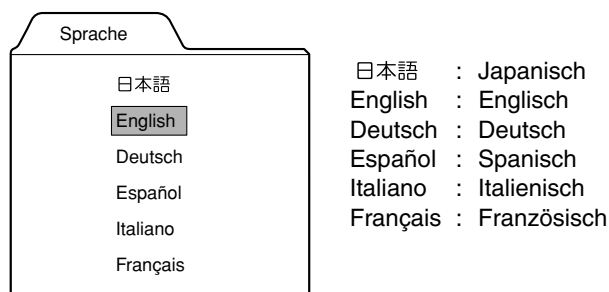 Sprache
日本語
English
Deutsch
Español
Italiano
Français
日本語 : Japanisch
English : Englisch
Deutsch : Deutsch
Español : Spanisch
Italiano : Italienisch
Français : Französisch